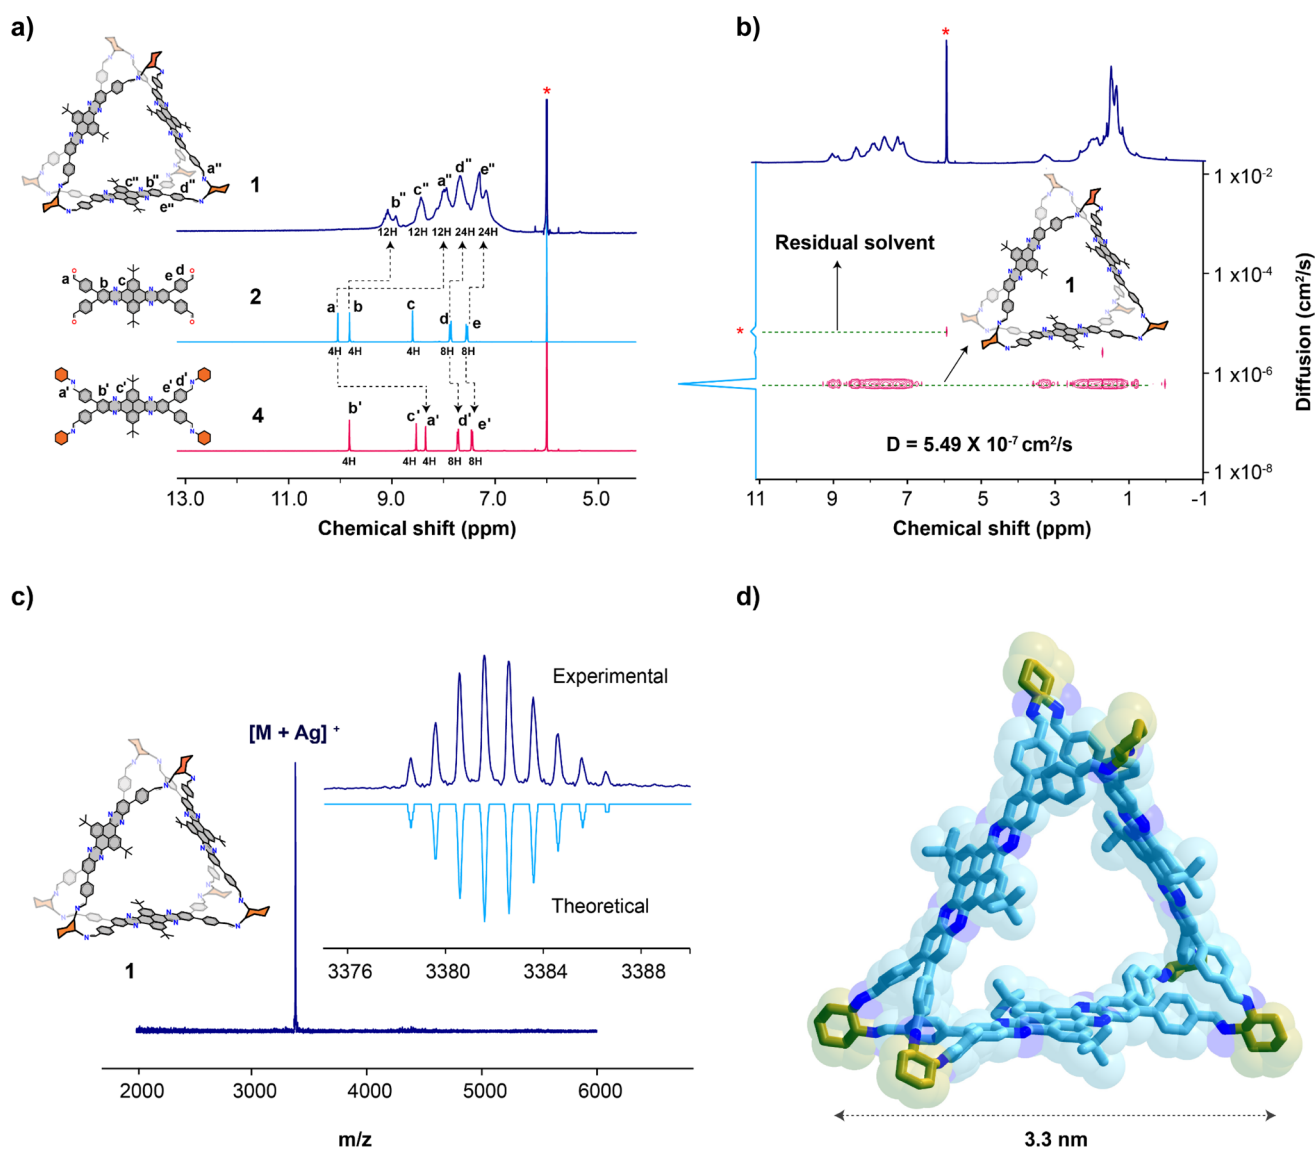 a)
*
a"
c"
b"
d"
e"
1
b"
c"
a"
d"
e"
12H
12H
12H
24H
24H
a
b
c
e
d
2
a
b
c
d
e
4H
4H
4H
8H
8H
a'
b'
c'
e'
d'
4
b'
c'
a'
d'
e'
4H
4H
4H
8H
8H
13.0
11.0
9.0
7.0
5.0
Chemical shift (ppm)
b)
*
Residual solvent
1
*
D = 5.49 X 10-7 cm2/s
1 x10-2
1 x10-4
1 x10-6
1 x10-8
Diffusion (cm2/s)
11
9
7
5
3
1
-1
Chemical shift (ppm)
c)
[M + Ag] +
Experimental
Theoretical
3376
3380
3384
3388
1
2000
3000
4000
5000
6000
m/z
d)
3.3 nm